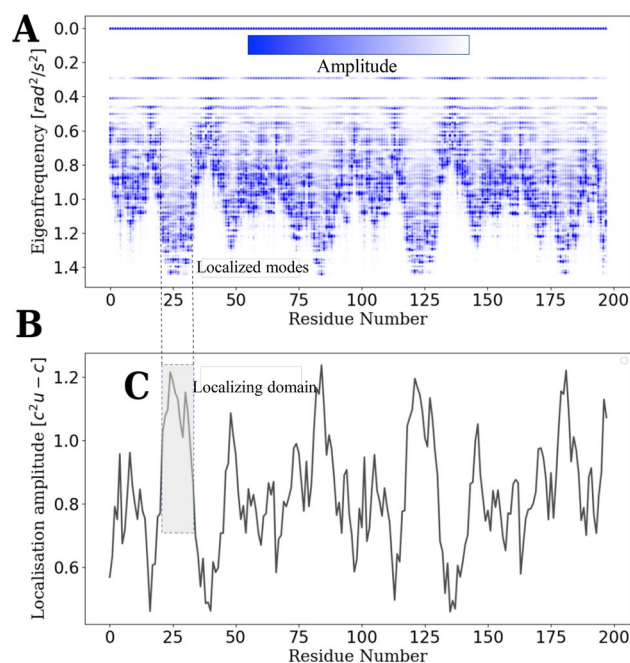 A
Eigenfrequency [rad²/s²]
0.0
0.2
0.4
0.6
0.8
1.0
1.2
1.4
Amplitude
Localized modes
0 25 50 75 100 125 150 175 200
Residue Number
B
Localisation amplitude [c²u − c]
1.2
1.0
0.8
0.6
C
Localizing domain
0 25 50 75 100 125 150 175 200
Residue Number